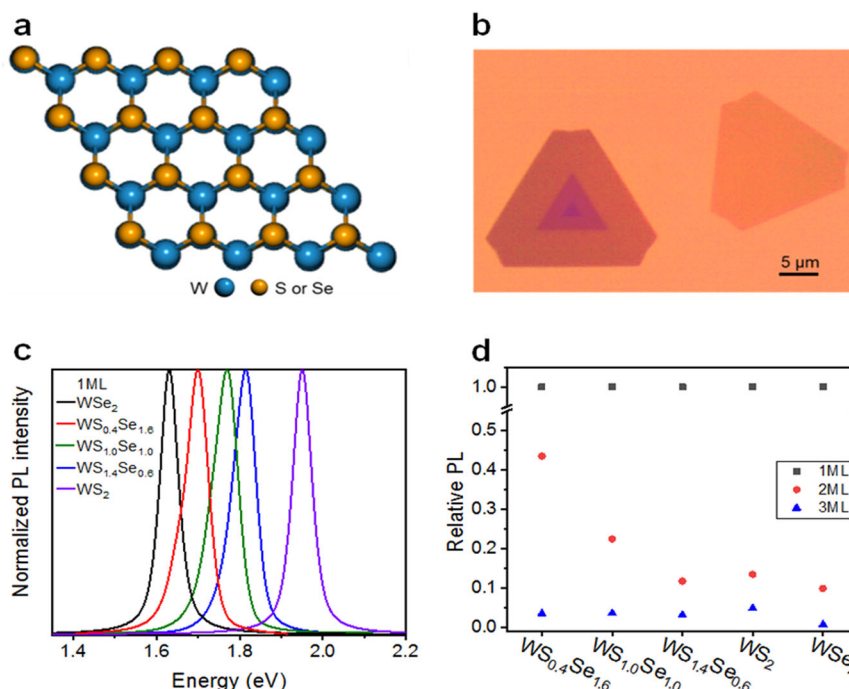 a
W S or Se
b
5 µm
c
Normalized PL intensity
1ML
WSe₂
WS₀.₄Se₁.₆
WS₁.₀Se₁.₀
WS₁.₄Se₀.₆
WS₂
1.4 1.6 1.8 2.0 2.2
Energy (eV)
d
Relative PL
1.0
0.5
0.4
0.3
0.2
0.1
0.0
1ML
2ML
3ML
WS₀.₄Se₁.₆
WS₁.₀Se₁.₀
WS₁.₄Se₀.₆
WS₂